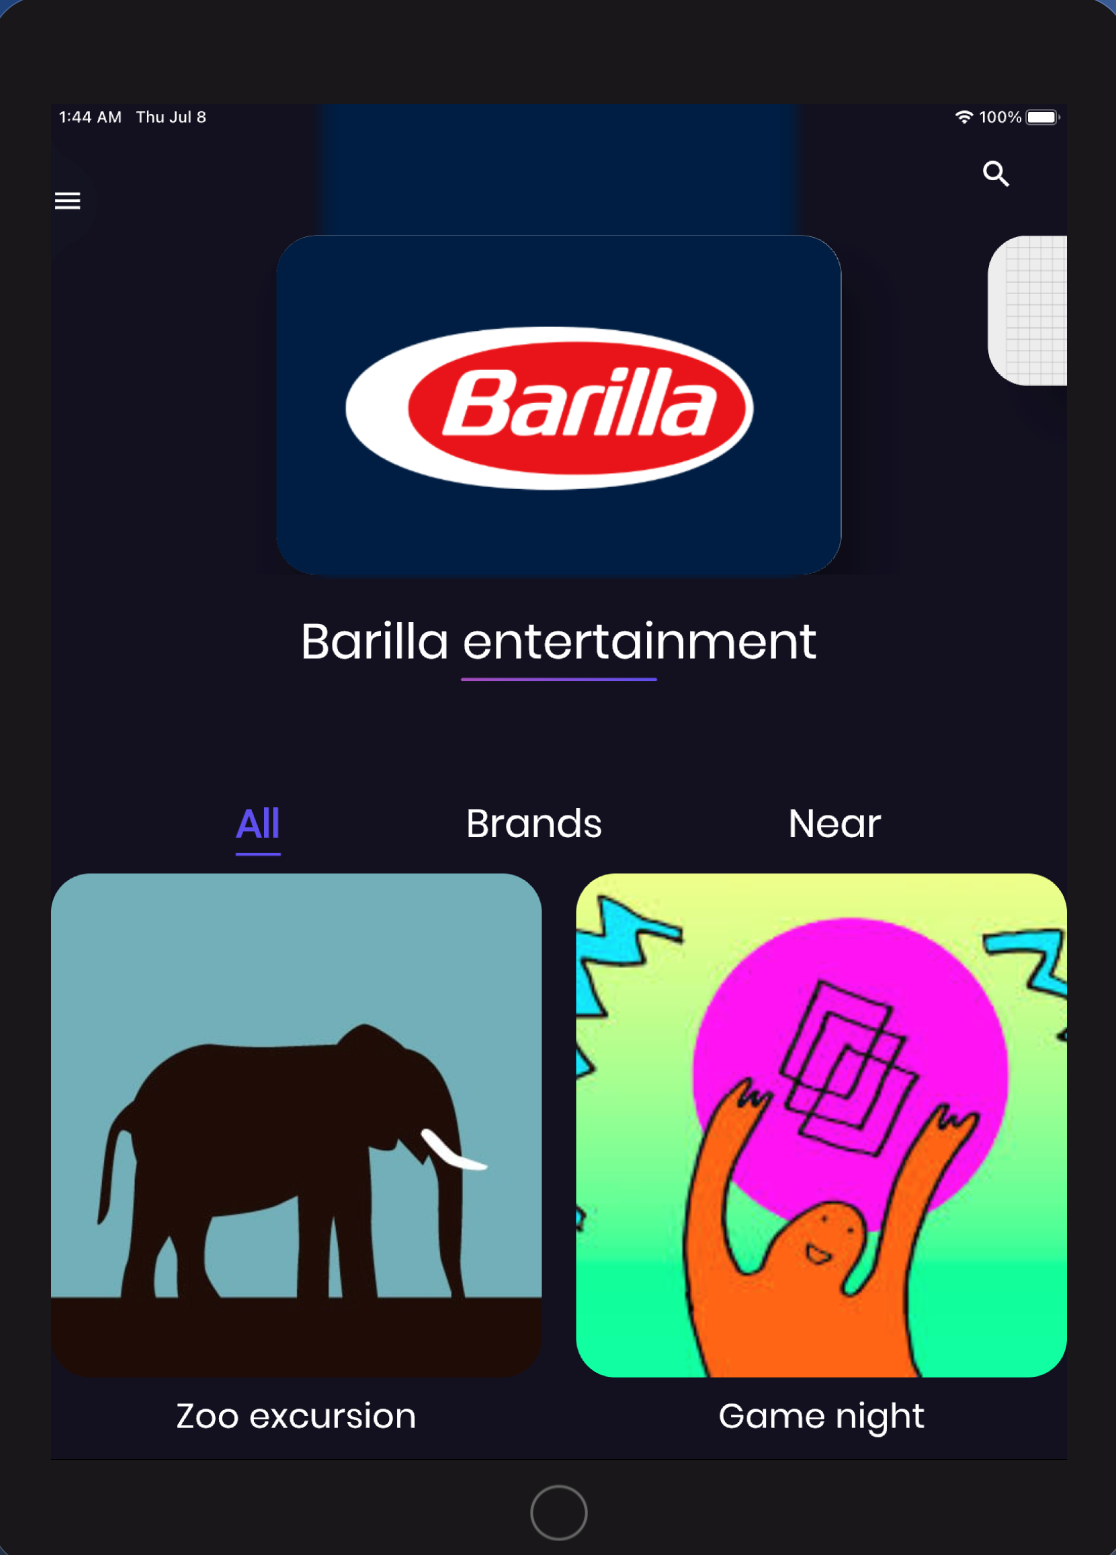 1:44 AM Thu Jul 8 100%
Barilla
Barilla entertainment
All Brands Near
Zoo excursion Game night